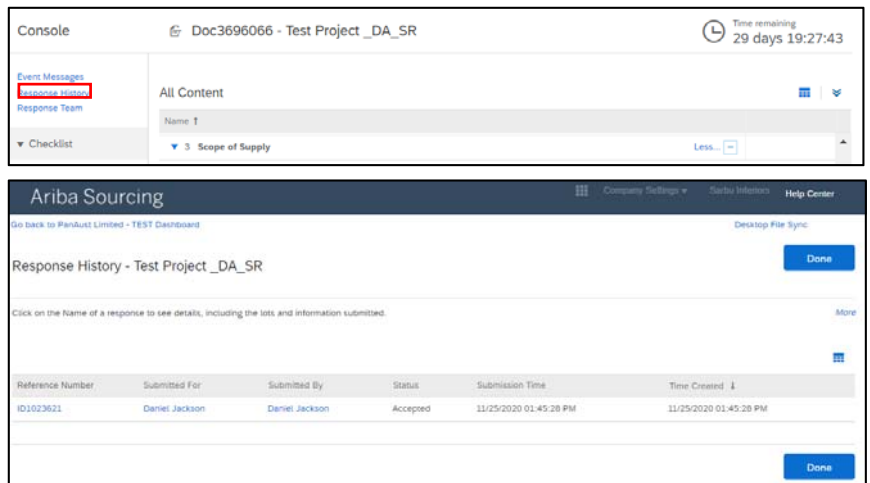 Console
Doc3696066 - Test Project _DA_SR
Time remaining
29 days 19:27:43
Event Messages
Response History
Response Team
All Content
Name ↑
▼ Checklist
▼ 3 Scope of Supply
Less... −
Ariba Sourcing
Company Settings ▾
Sarbu Interiors
Help Center
Go back to PanAust Limited - TEST Dashboard
Desktop File Sync
Response History - Test Project _DA_SR
Done
Click on the Name of a response to see details, including the lots and information submitted.
More
Reference Number Submitted For Submitted By Status Submission Time Time Created ↓
ID1023621 Daniel Jackson Daniel Jackson Accepted 11/25/2020 01:45:28 PM 11/25/2020 01:45:28 PM
Done